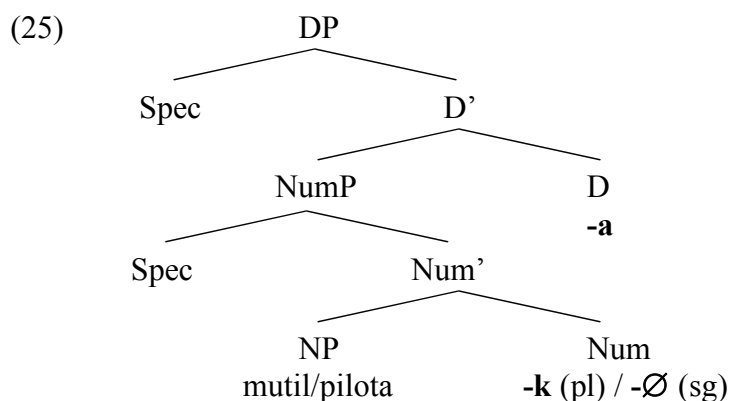 (25) DP
Spec D’
NumP D
-a
Spec Num’
NP Num
mutil/pilota -k (pl) / -∅ (sg)